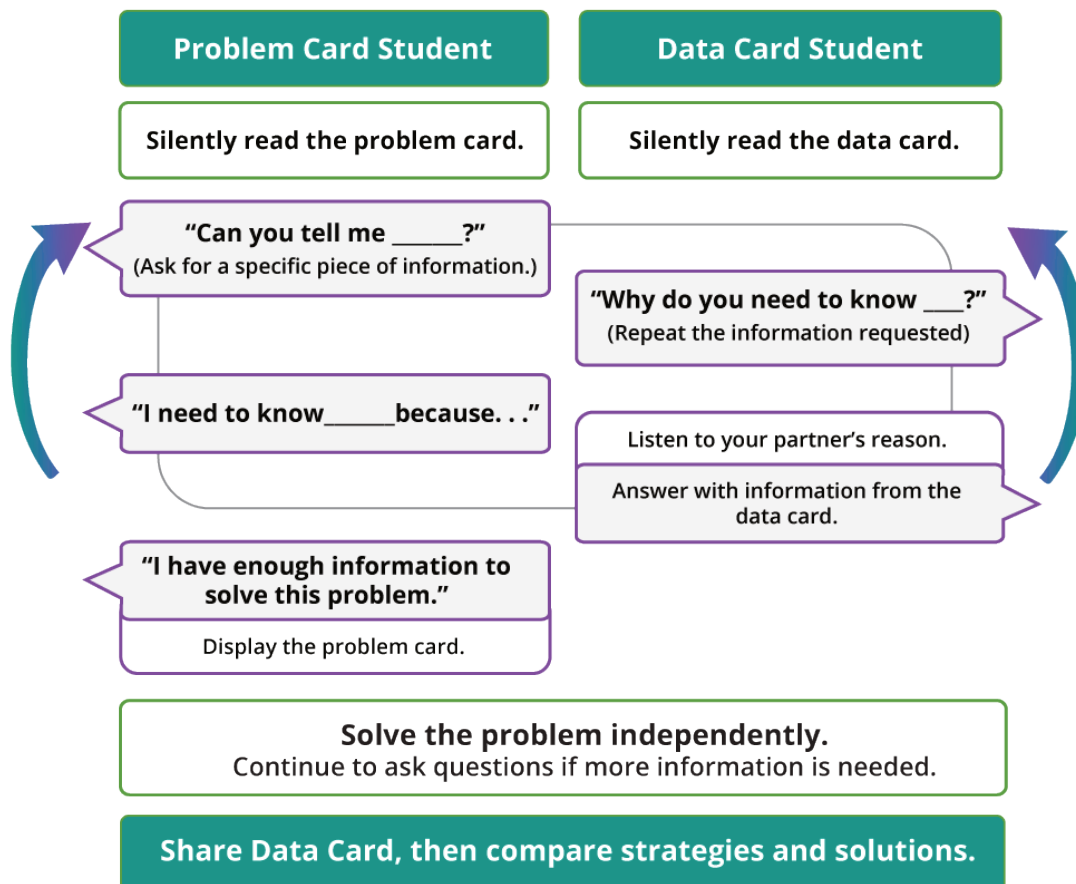 Problem Card Student
Data Card Student
Silently read the problem card.
Silently read the data card.
“Can you tell me ______?”
(Ask for a specific piece of information.)
“Why do you need to know ____?”
(Repeat the information requested)
“I need to know______because. . .”
Listen to your partner’s reason.
Answer with information from the
data card.
“I have enough information to
solve this problem.”
Display the problem card.
Solve the problem independently.
Continue to ask questions if more information is needed.
Share Data Card, then compare strategies and solutions.